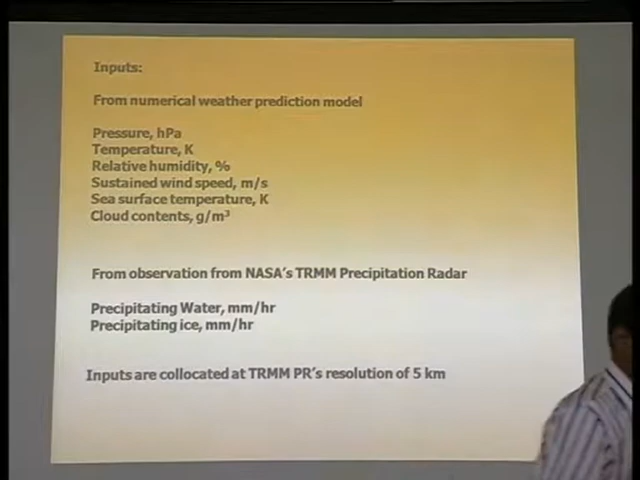 Inputs:
From numerical weather prediction model
Pressure, hPa
Temperature, K
Relative humidity, %
Sustained wind speed, m/s
Sea surface temperature, K
Cloud contents, g/m³
From observation from NASA's TRMM Precipitation Radar
Precipitating Water, mm/hr
Precipitating ice, mm/hr
Inputs are collocated at TRMM PR's resolution of 5 km